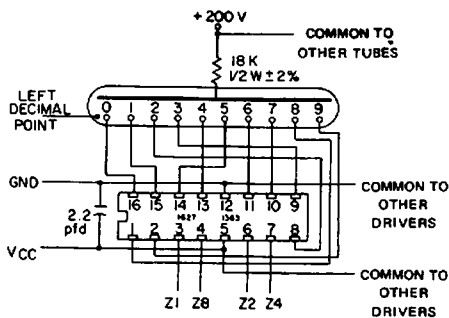 +200 V
COMMON TO
OTHER TUBES
18K
1/2W ± 2%
LEFT
DECIMAL
POINT
0 1 2 3 4 5 6 7 8 9
GND
COMMON TO
OTHER
DRIVERS
16 15 14 13 12 11 10 9
2.2
pfd
1 2 3 4 5 6 7 8
VCC
COMMON TO
OTHER
DRIVERS
Z1 Z8 Z2 Z4